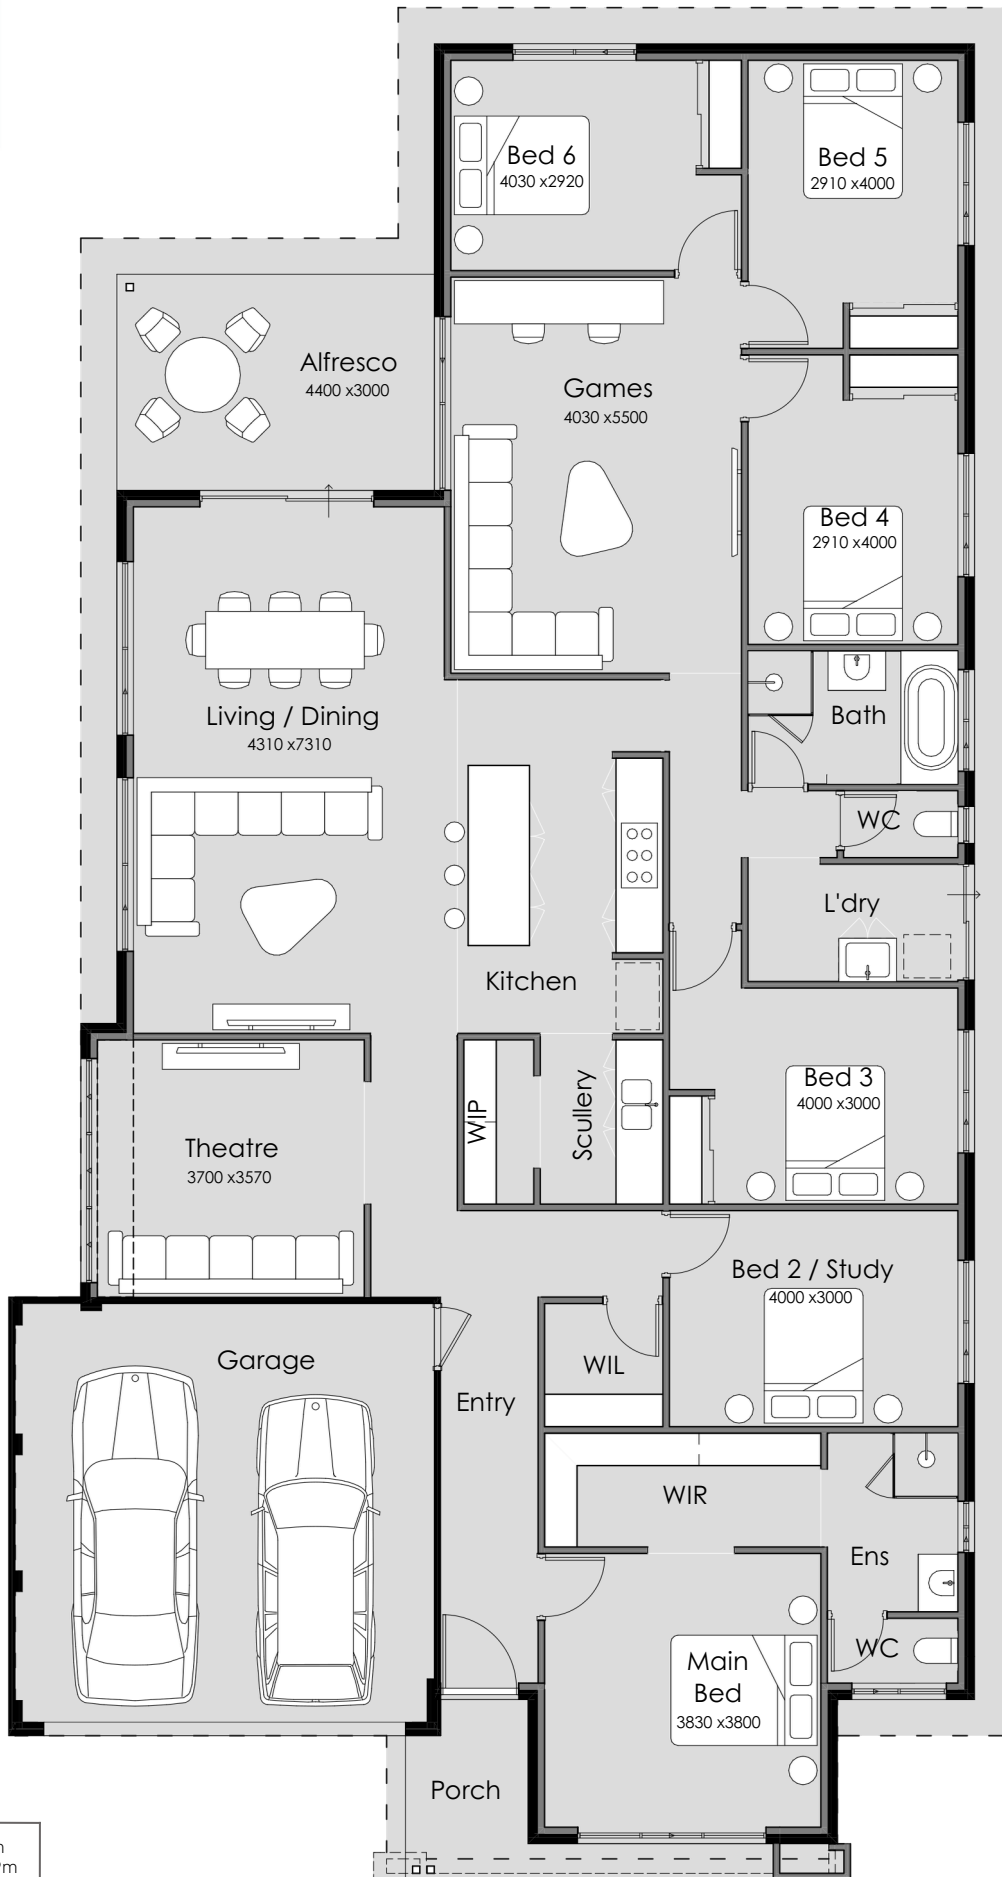 Bed 6
4030 x2920
Bed 5
2910 x4000
Alfresco
4400 x3000
Games
4030 x5500
Bed 4
2910 x4000
Living / Dining
4310 x7310
Bath
WC
L'dry
Kitchen
Bed 3
4000 x3000
WIP
Scullery
Theatre
3700 x3570
Bed 2 / Study
4000 x3000
Garage
WIL
Entry
WIR
Ens
WC
Main
Bed
3830 x3800
Porch